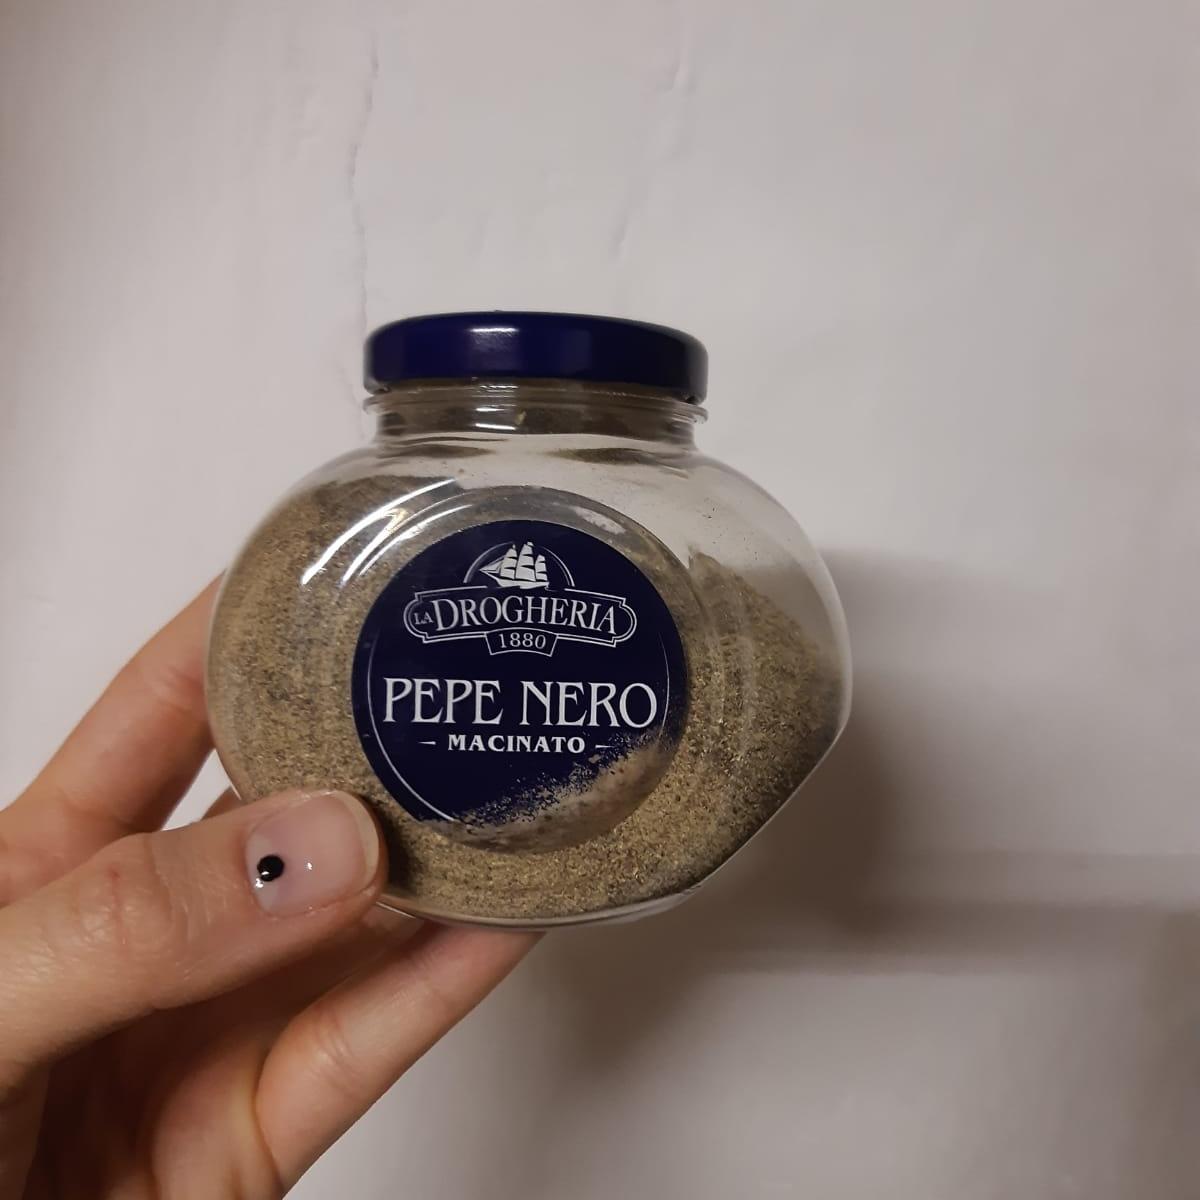 LA DROGHERIA
1880
PEPE NERO
- MACINATO -